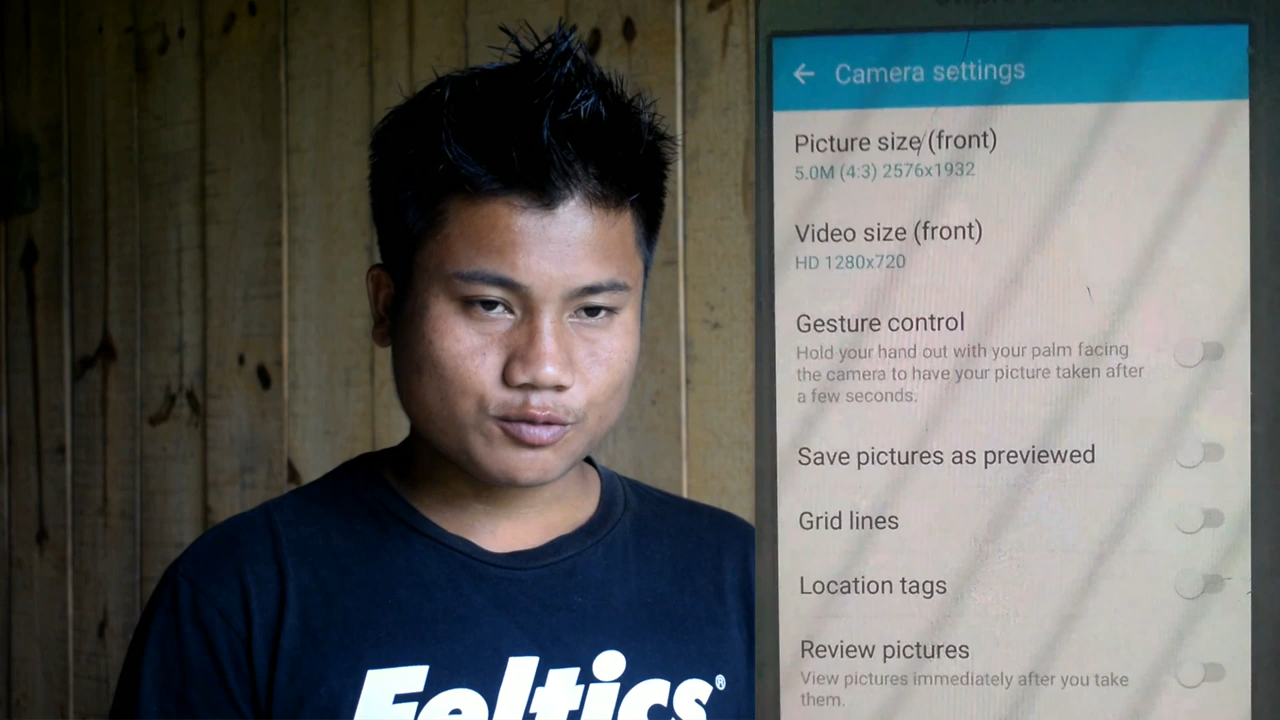 Camera settings
Picture size (front)
5.0M (4:3) 2576x1932
Video size (front)
HD 1280x720
Gesture control
Hold your hand out with your palm facing
the camera to have your picture taken after
a few seconds.
Save pictures as previewed
Grid lines
Location tags
Review pictures
View pictures immediately after you take
them.
Feltics®